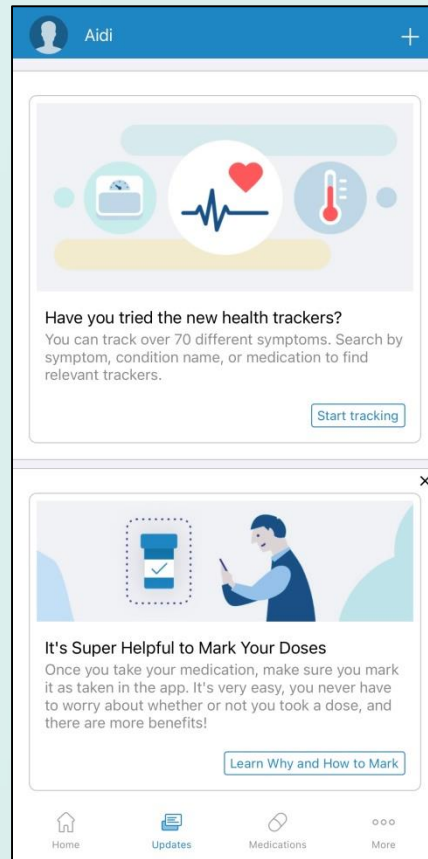 Aidi
Have you tried the new health trackers?
You can track over 70 different symptoms. Search by
symptom, condition name, or medication to find
relevant trackers.
Start tracking
It's Super Helpful to Mark Your Doses
Once you take your medication, make sure you mark
it as taken in the app. It's very easy, you never have
to worry about whether or not you took a dose, and
there are more benefits!
Learn Why and How to Mark
Home Updates Medications More